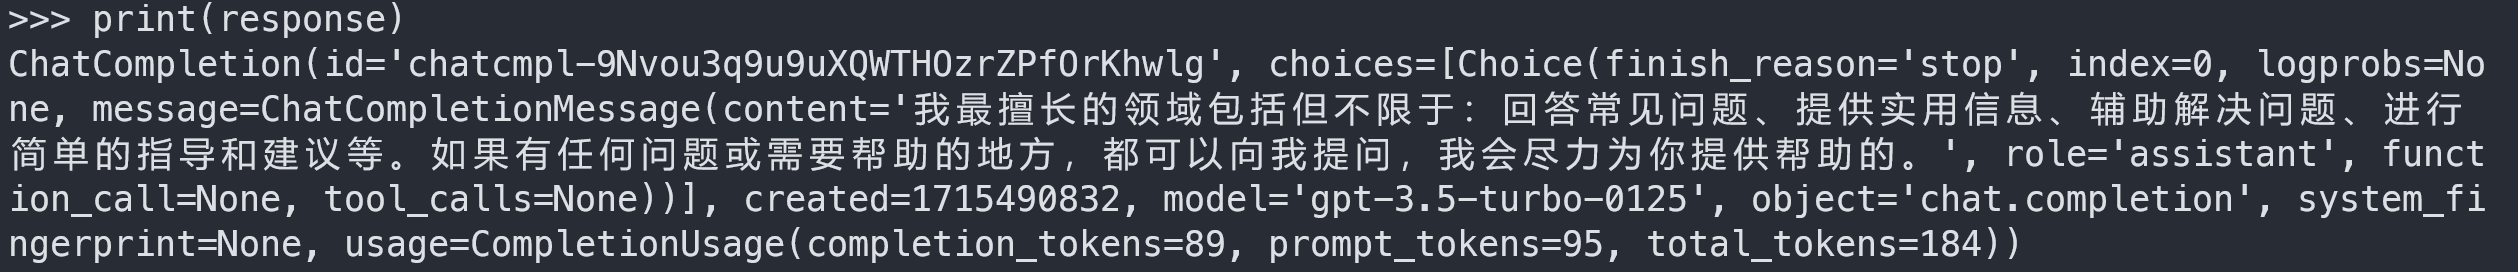 >>> print(response)
ChatCompletion(id='chatcmpl-9Nvou3q9u9uXQWTHOzrZPfOrKhwlg', choices=[Choice(finish_reason='stop', index=0, logprobs=No
ne, message=ChatCompletionMessage(content='我最擅长的领域包括但不限于：回答常见问题、提供实用信息、辅助解决问题、进行
简单的指导和建议等。如果有任何问题或需要帮助的地方，都可以向我提问，我会尽力为你提供帮助的。', role='assistant', funct
ion_call=None, tool_calls=None))], created=1715490832, model='gpt-3.5-turbo-0125', object='chat.completion', system_fi
ngerprint=None, usage=CompletionUsage(completion_tokens=89, prompt_tokens=95, total_tokens=184))